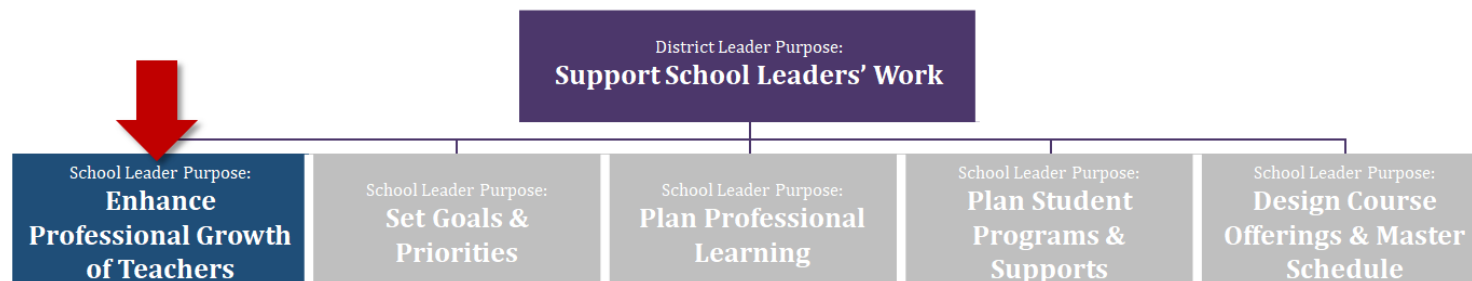 District Leader Purpose:
Support School Leaders’ Work
School Leader Purpose:
Enhance
Professional Growth
of Teachers
School Leader Purpose:
Set Goals &
Priorities
School Leader Purpose:
Plan Professional
Learning
School Leader Purpose:
Plan Student
Programs &
Supports
School Leader Purpose:
Design Course
Offerings & Master
Schedule